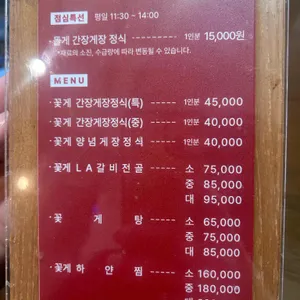 점심특선 평일 11:30 ~ 14:00
돌게 간장게장 정식 1인분 15,000원
*재료의 소진, 수급량에 따라 변동될 수 있습니다.
MENU
꽃게 간장게장정식(특) 1인분 45,000
꽃게 간장게장정식(중) 1인분 40,000
꽃게 양념게장정식 1인분 40,000
꽃게 LA갈비전골 소 75,000
중 85,000
대 95,000
꽃게탕 소 65,000
중 75,000
대 85,000
꽃게 하얀찜 소 160,000
중 180,000